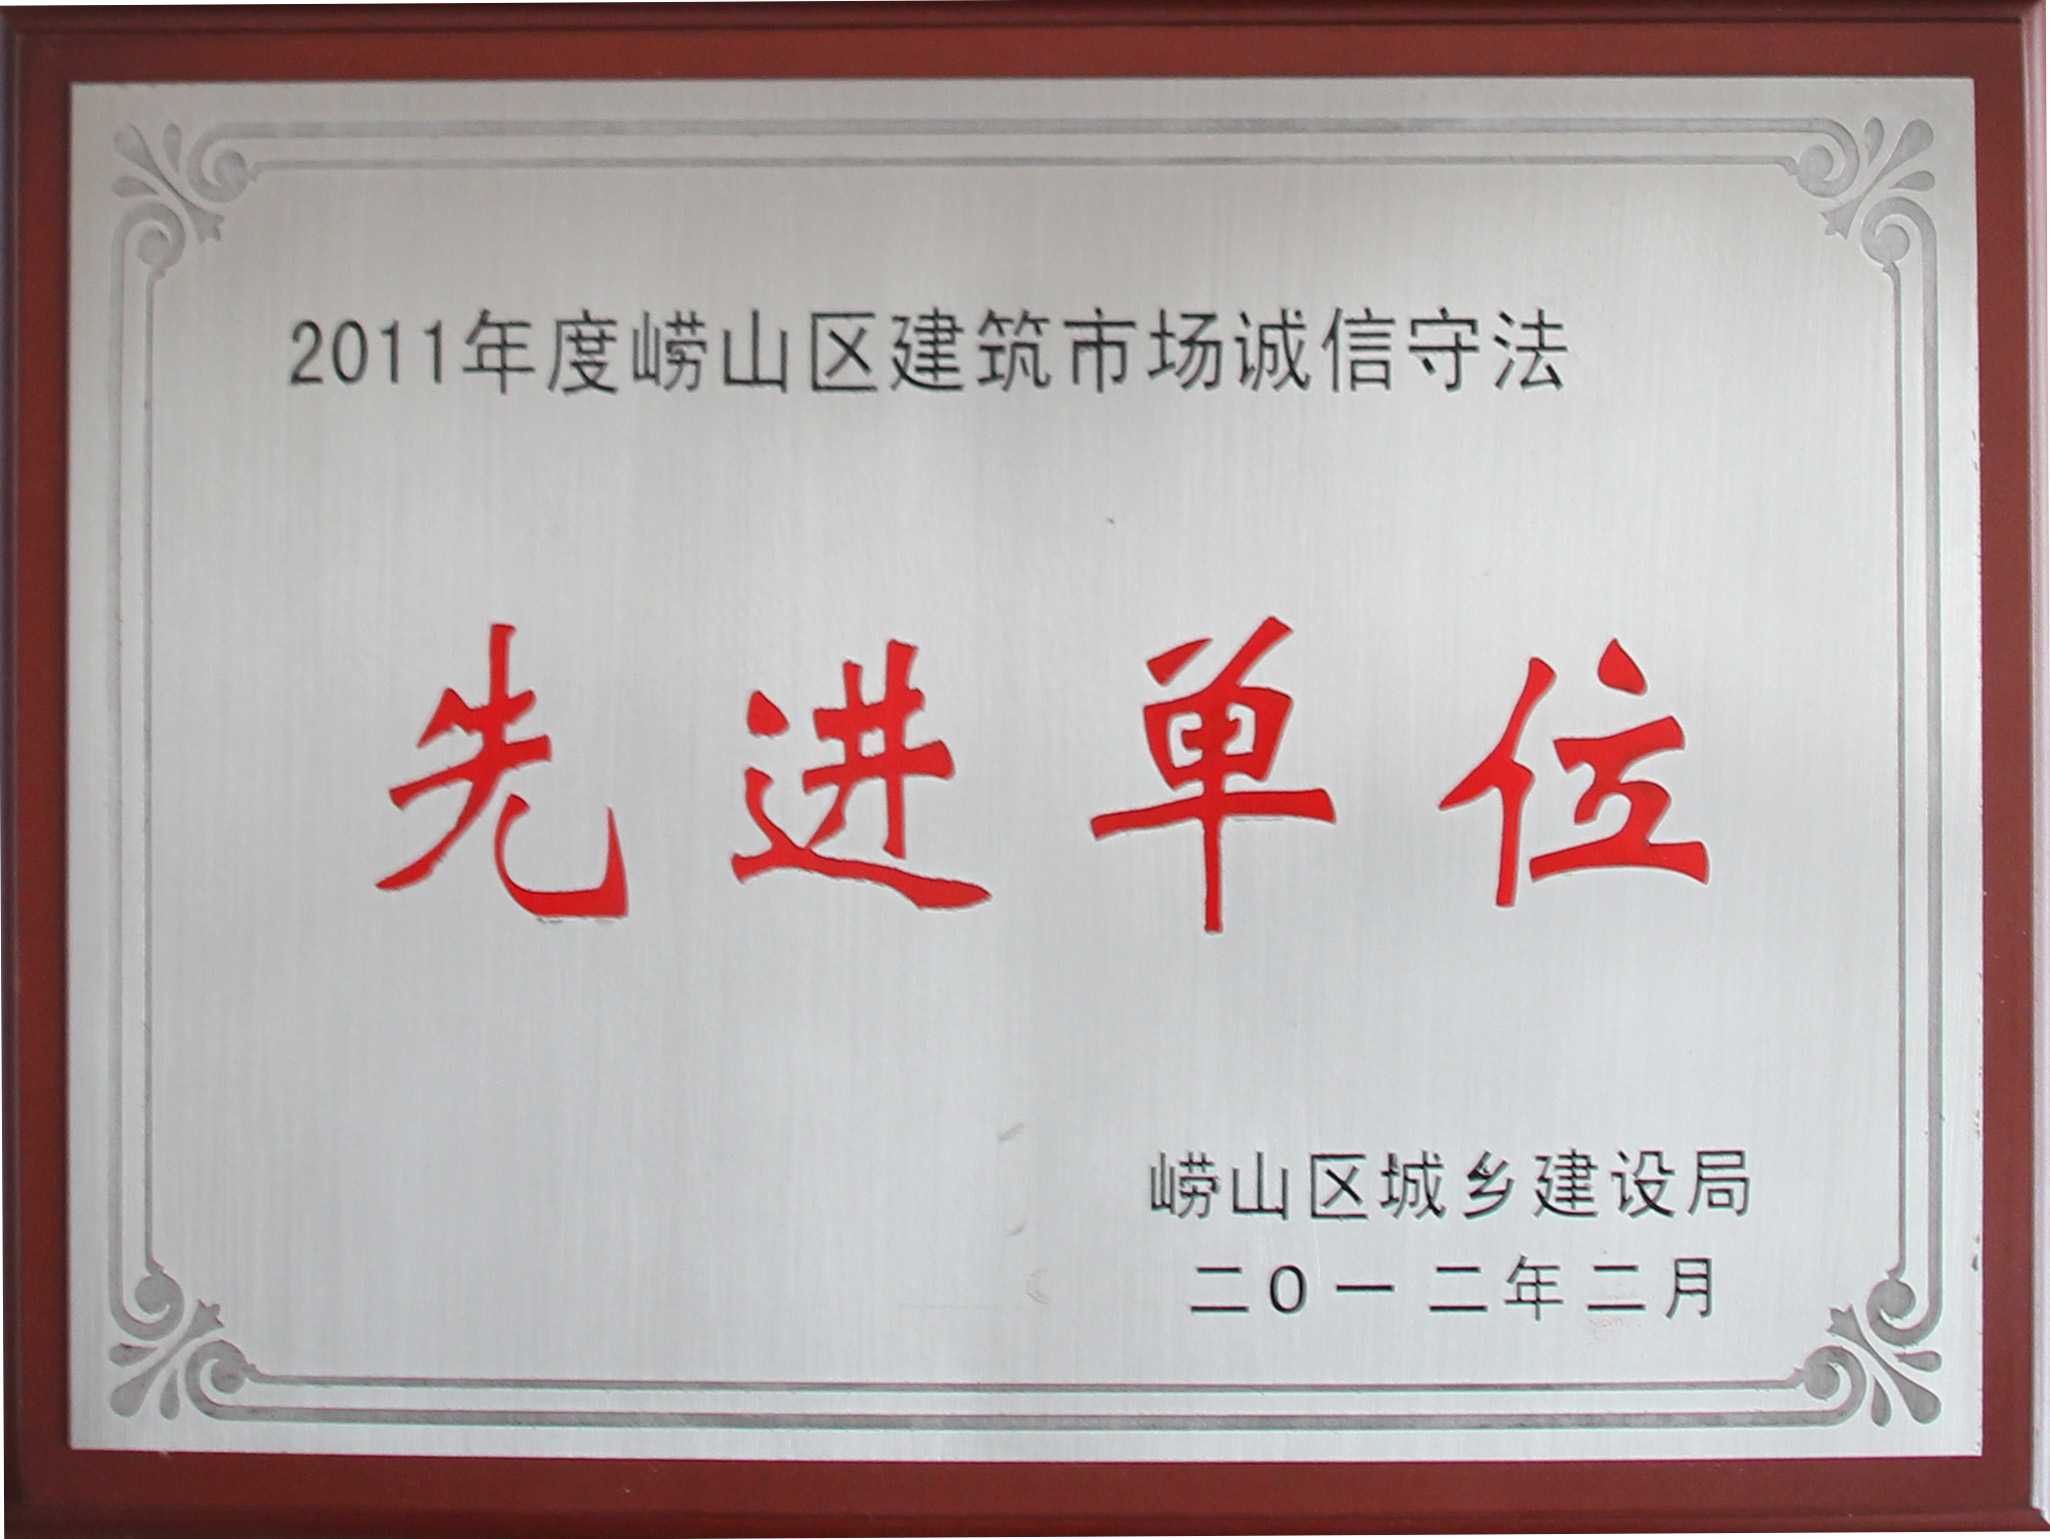 2011年度崂山区建筑市场诚信守法
先进单位
崂山区城乡建设局
二〇一二年二月